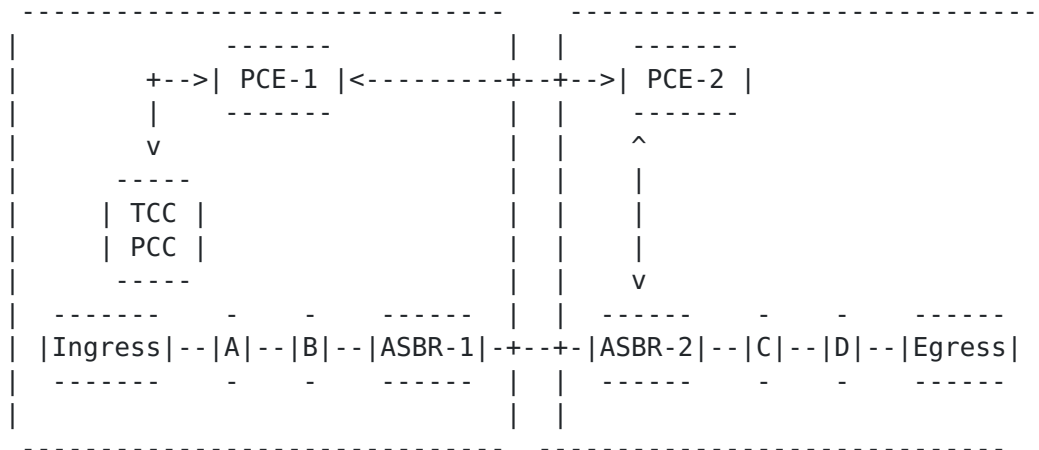 PCE-1 PCE-2
TCC
PCC
Ingress A B ASBR-1 ASBR-2 C D Egress